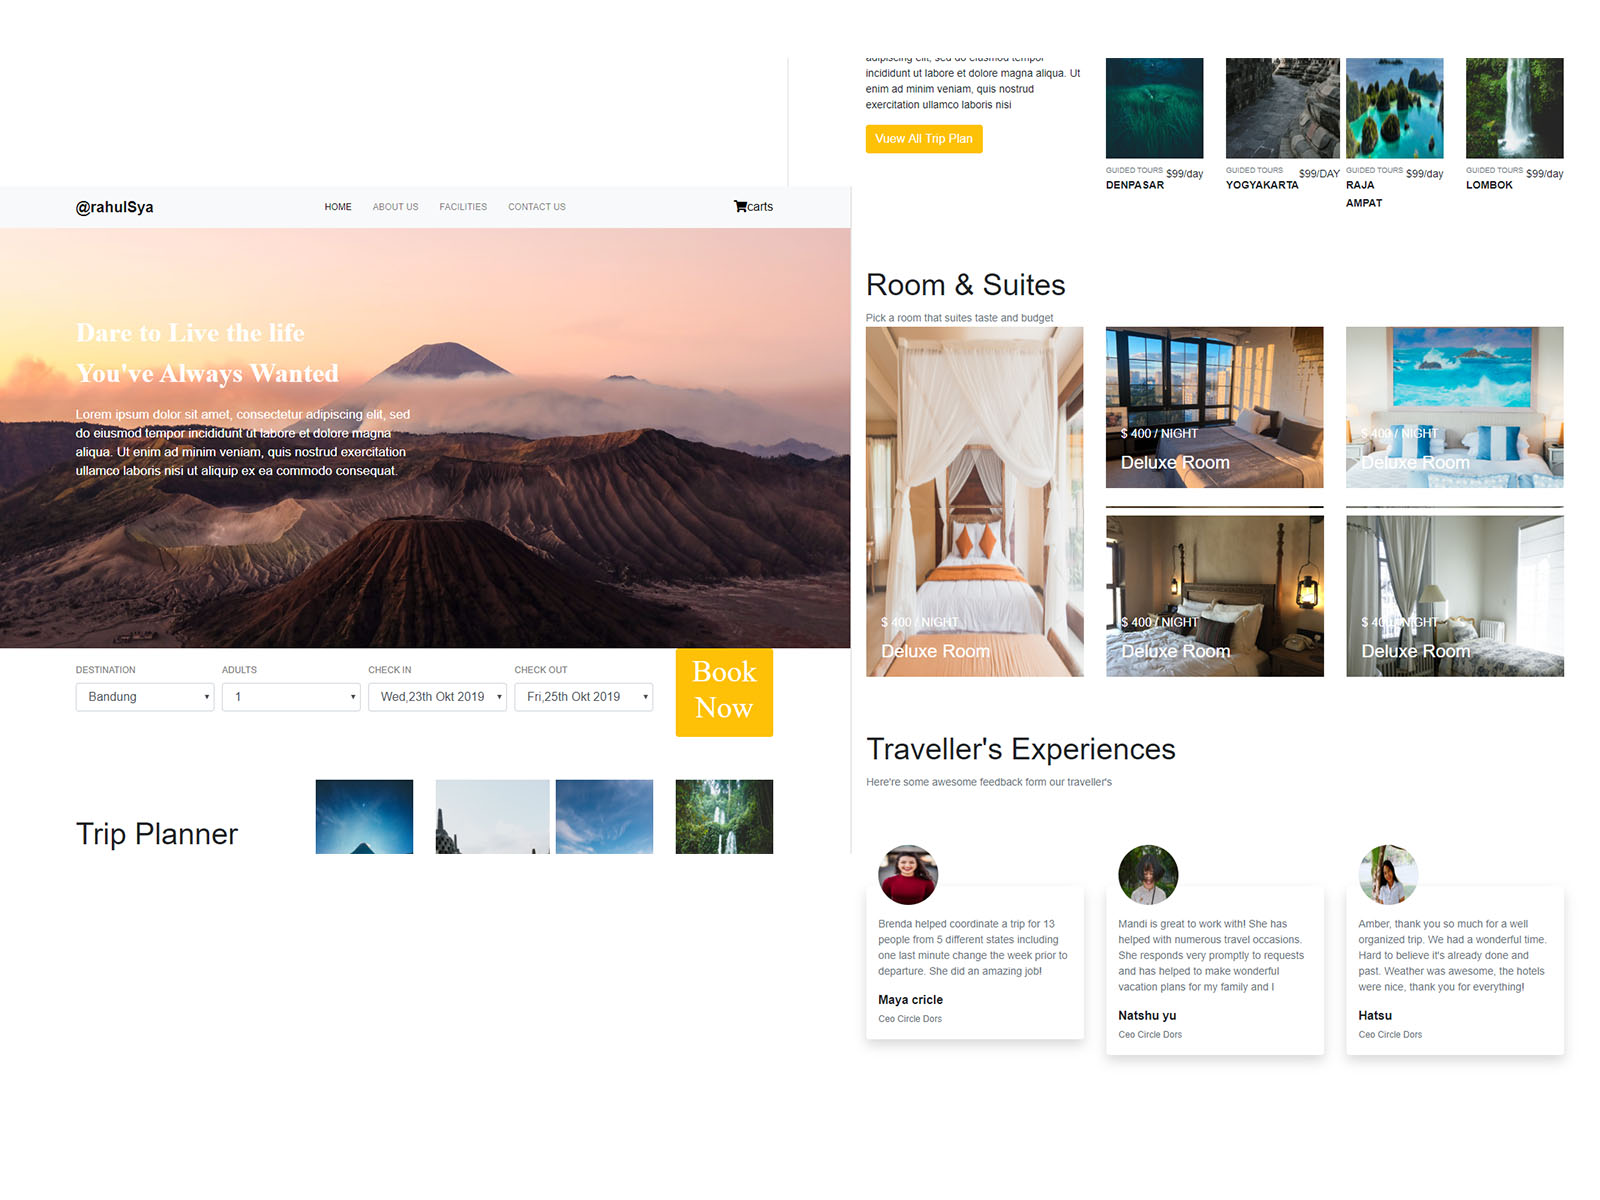 @rahulSya
HOME ABOUT US FACILITIES CONTACT US
carts
Dare to Live the life
You've Always Wanted
Lorem ipsum dolor sit amet, consectetur adipiscing elit, sed
do eiusmod tempor incididunt ut labore et dolore magna
aliqua. Ut enim ad minim veniam, quis nostrud exercitation
ullamco laboris nisi ut aliquip ex ea commodo consequat.
DESTINATION ADULTS CHECK IN CHECK OUT
Bandung 1 Wed,23th Okt 2019 Fri,25th Okt 2019
Book
Now
Trip Planner
adipiscing elit, sed do eiusmod tempor
incididunt ut labore et dolore magna aliqua. Ut
enim ad minim veniam, quis nostrud
exercitation ullamco laboris nisi
Vuew All Trip Plan
GUIDED TOURS $99/day
DENPASAR
GUIDED TOURS $99/DAY
YOGYAKARTA
GUIDED TOURS $99/day
RAJA
AMPAT
GUIDED TOURS $99/day
LOMBOK
Room & Suites
Pick a room that suites taste and budget
$ 400 / NIGHT
Deluxe Room
$ 400 / NIGHT
Deluxe Room
$ 400 / NIGHT
Deluxe Room
$ 400 / NIGHT
Deluxe Room
$ 400 / NIGHT
Deluxe Room
Traveller's Experiences
Here're some awesome feedback form our traveller's
Brenda helped coordinate a trip for 13
people from 5 different states including
one last minute change the week prior to
departure. She did an amazing job!
Maya cricle
Ceo Circle Dors
Mandi is great to work with! She has
helped with numerous travel occasions.
She responds very promptly to requests
and has helped to make wonderful
vacation plans for my family and I
Natshu yu
Ceo Circle Dors
Amber, thank you so much for a well
organized trip. We had a wonderful time.
Hard to believe it's already done and
past. Weather was awesome, the hotels
were nice, thank you for everything!
Hatsu
Ceo Circle Dors